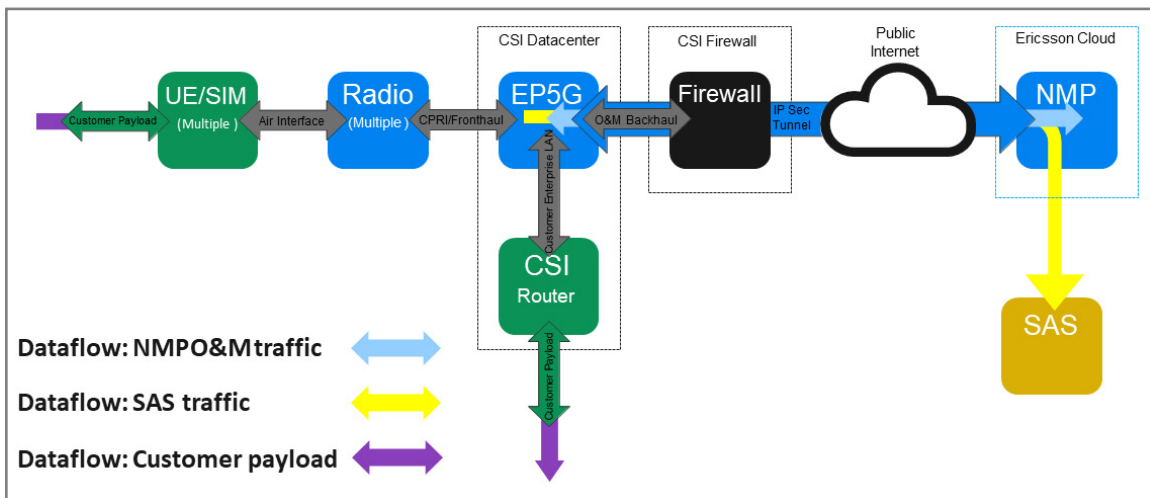 CSI Datacenter
CSI Firewall
Public
Internet
Ericsson Cloud
UE/SIM
(Multiple )
Radio
(Multiple )
EP5G
Firewall
NMP
Customer Payload
Air Interface
CPRI/Fronthaul
O&M Backhaul
IP Sec
Tunnel
Customer Enterprise LAN
CSI
Router
Customer Payload
SAS
Dataflow: NMPO&M traffic
Dataflow: SAS traffic
Dataflow: Customer payload